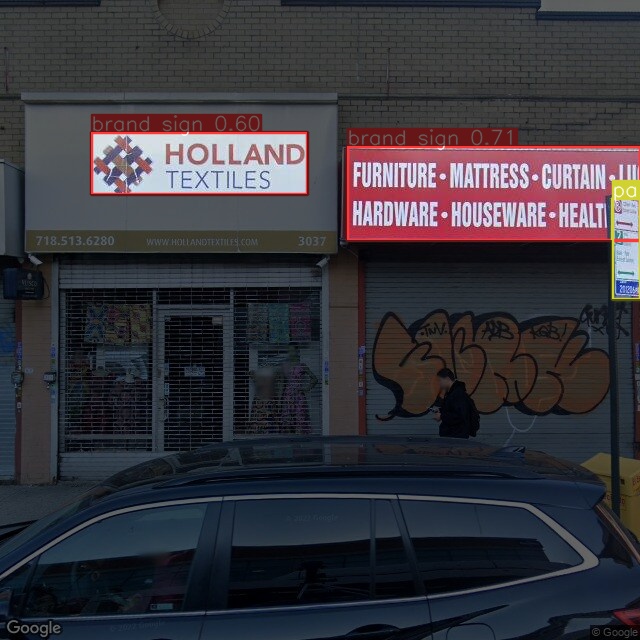 brand sign 0.60
HOLLAND
TEXTILES
718.513.6280
WWW.HOLLANDTEXTILES.COM
3037
brand sign 0.71
FURNITURE • MATTRESS • CURTAIN •
HARDWARE • HOUSEWARE •
pa
Google
© Google